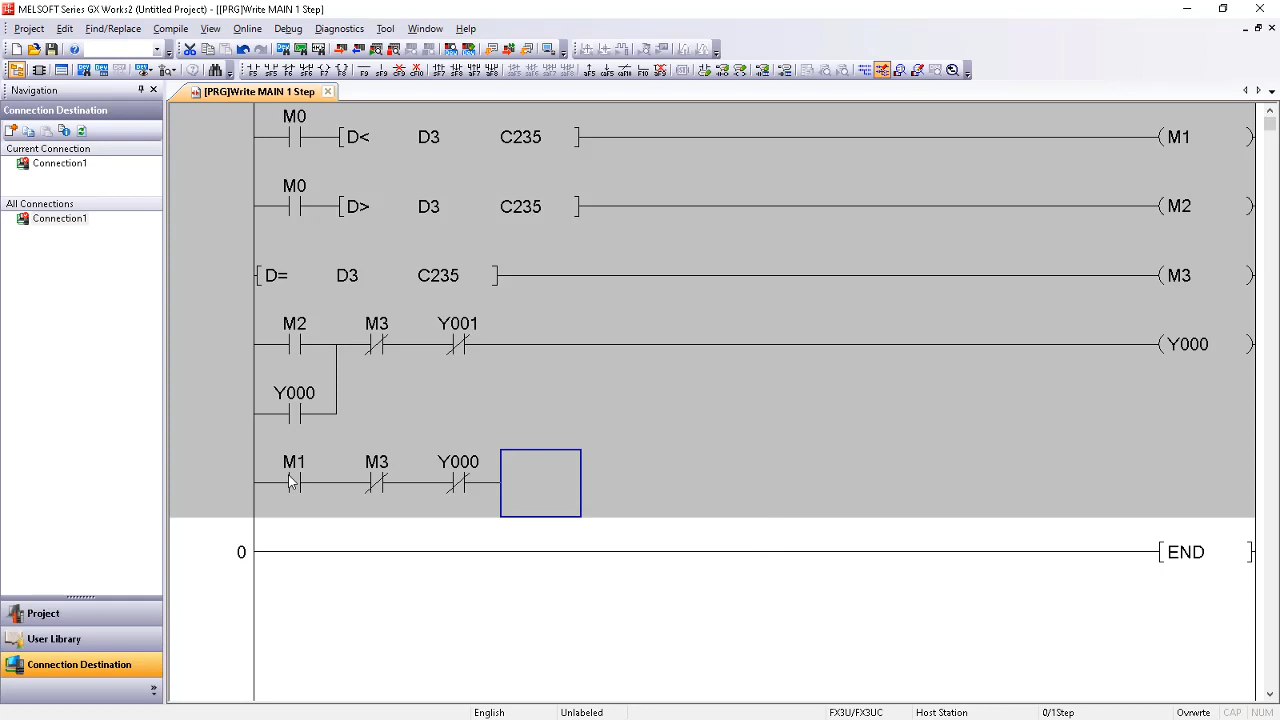 MELSOFT Series GX Works2 (Untitled Project) - [[PRG]Write MAIN 1 Step]
Project Edit Find/Replace Compile View Online Debug Diagnostics Tool Window Help
Navigation
[PRG]Write MAIN 1 Step
Connection Destination
Current Connection
Connection1
All Connections
Connection1
M0
[D< D3 C235 ] (M1 )
M0
[D> D3 C235 ] (M2 )
[D= D3 C235 ] (M3 )
M2 M3 Y001
(Y000 )
Y000
M1 M3 Y000
0 [END ]
Project
User Library
Connection Destination
English Unlabeled FX3U/FX3UC Host Station 0/1Step Ovrwrte CAP NUM